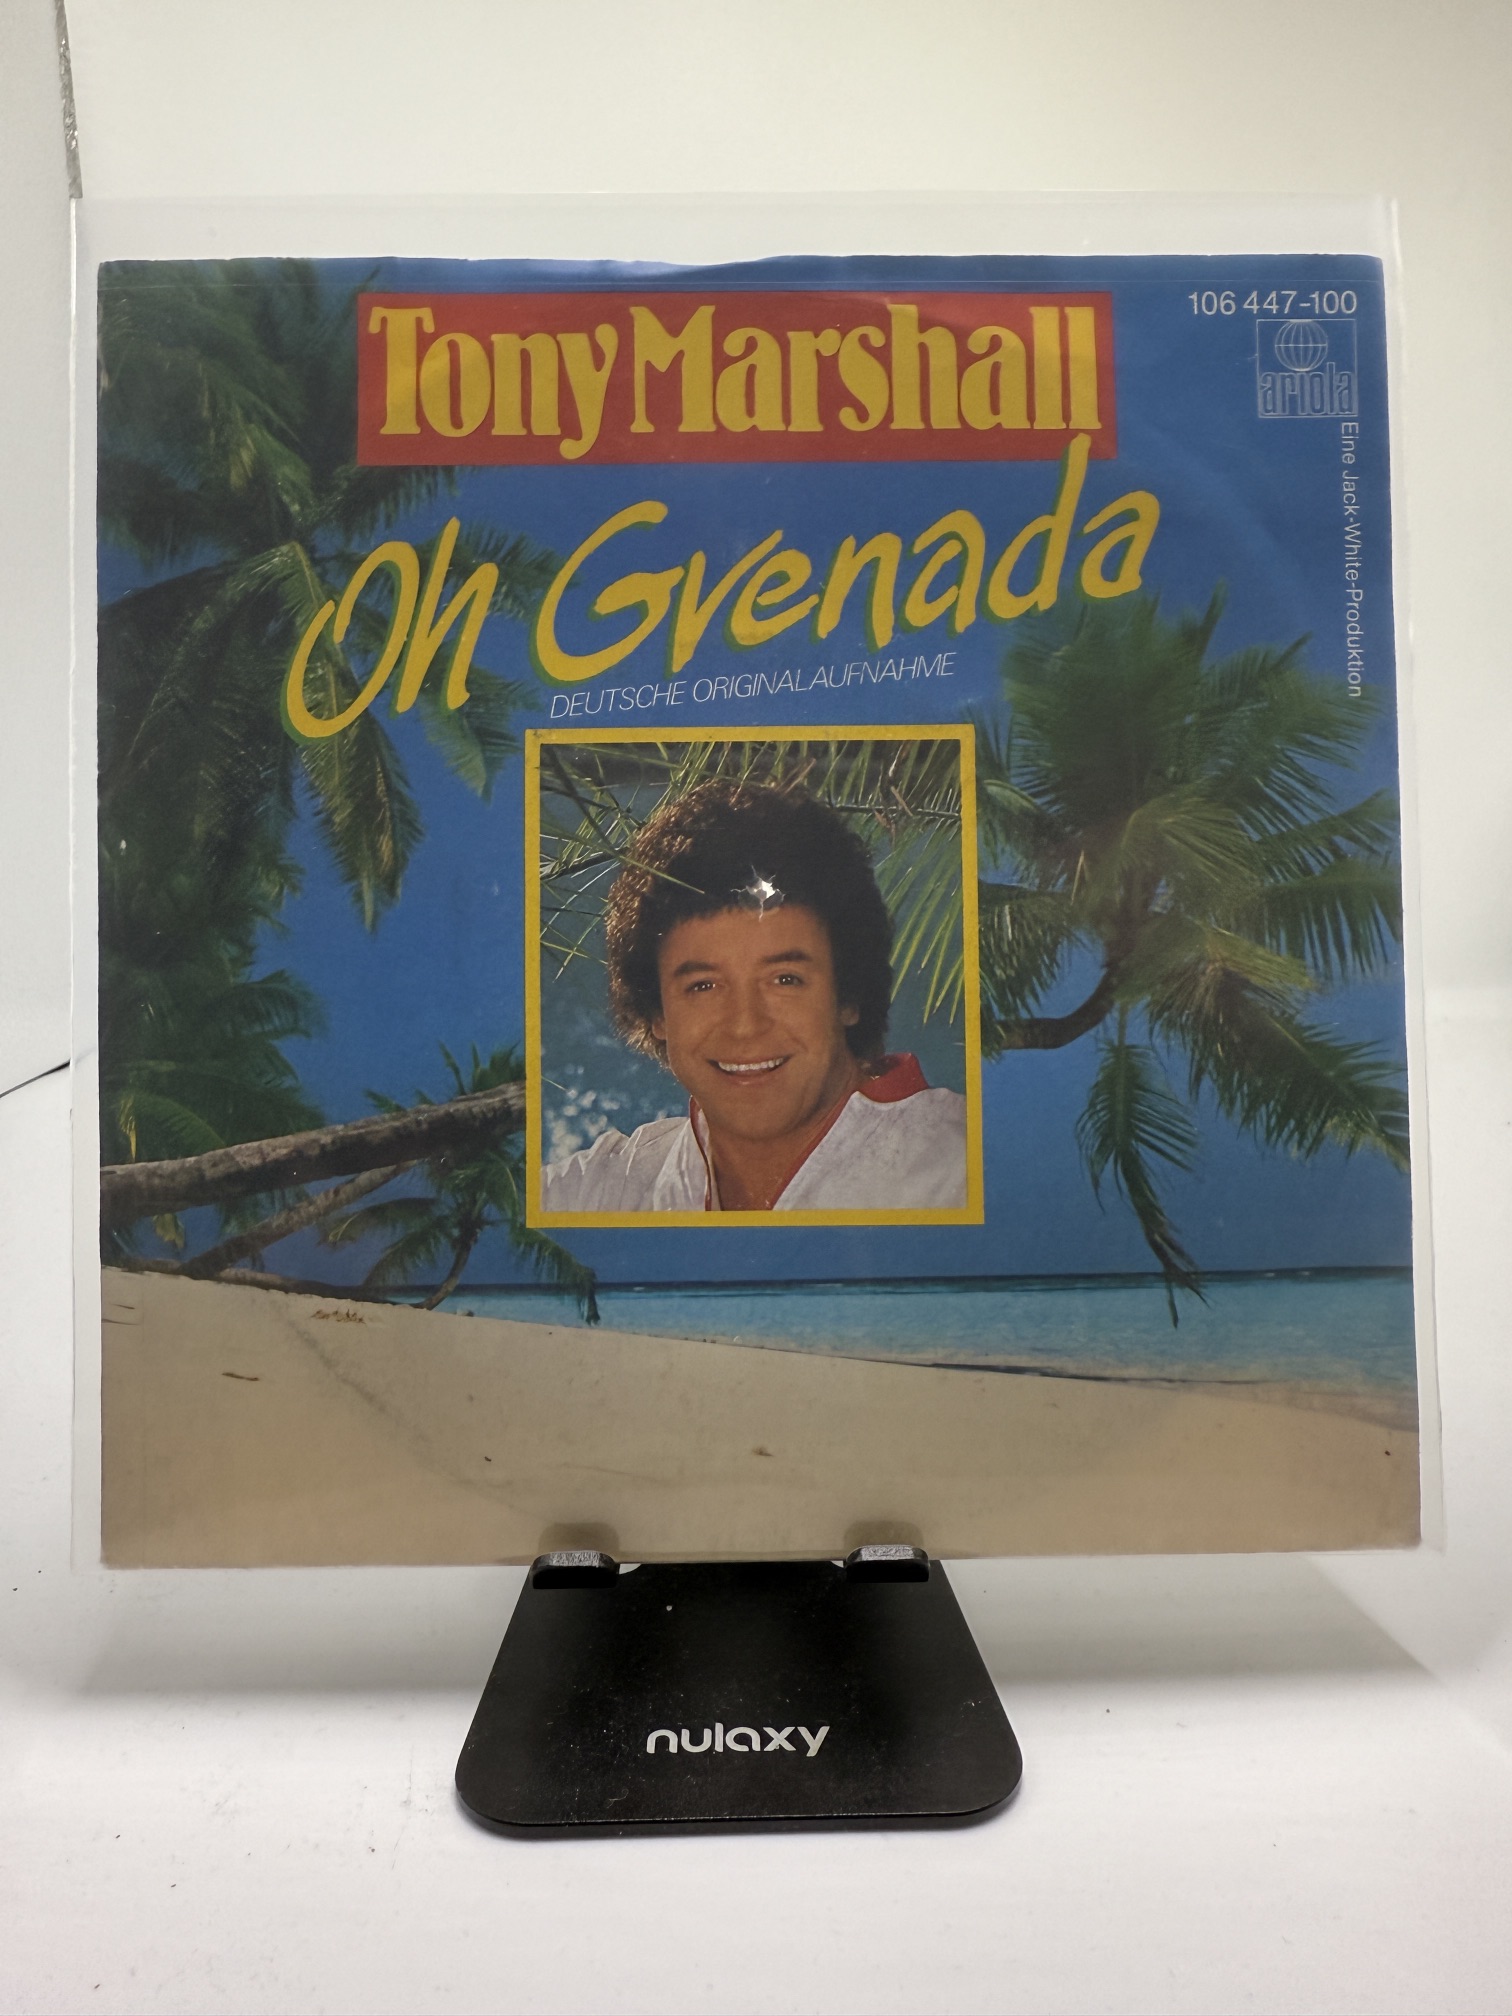 Tony Marshall
106 447-100
ariola
Eine Jack-White-Produktion
Oh Grenada
DEUTSCHE ORIGINALAUFNAHME
nulaxy